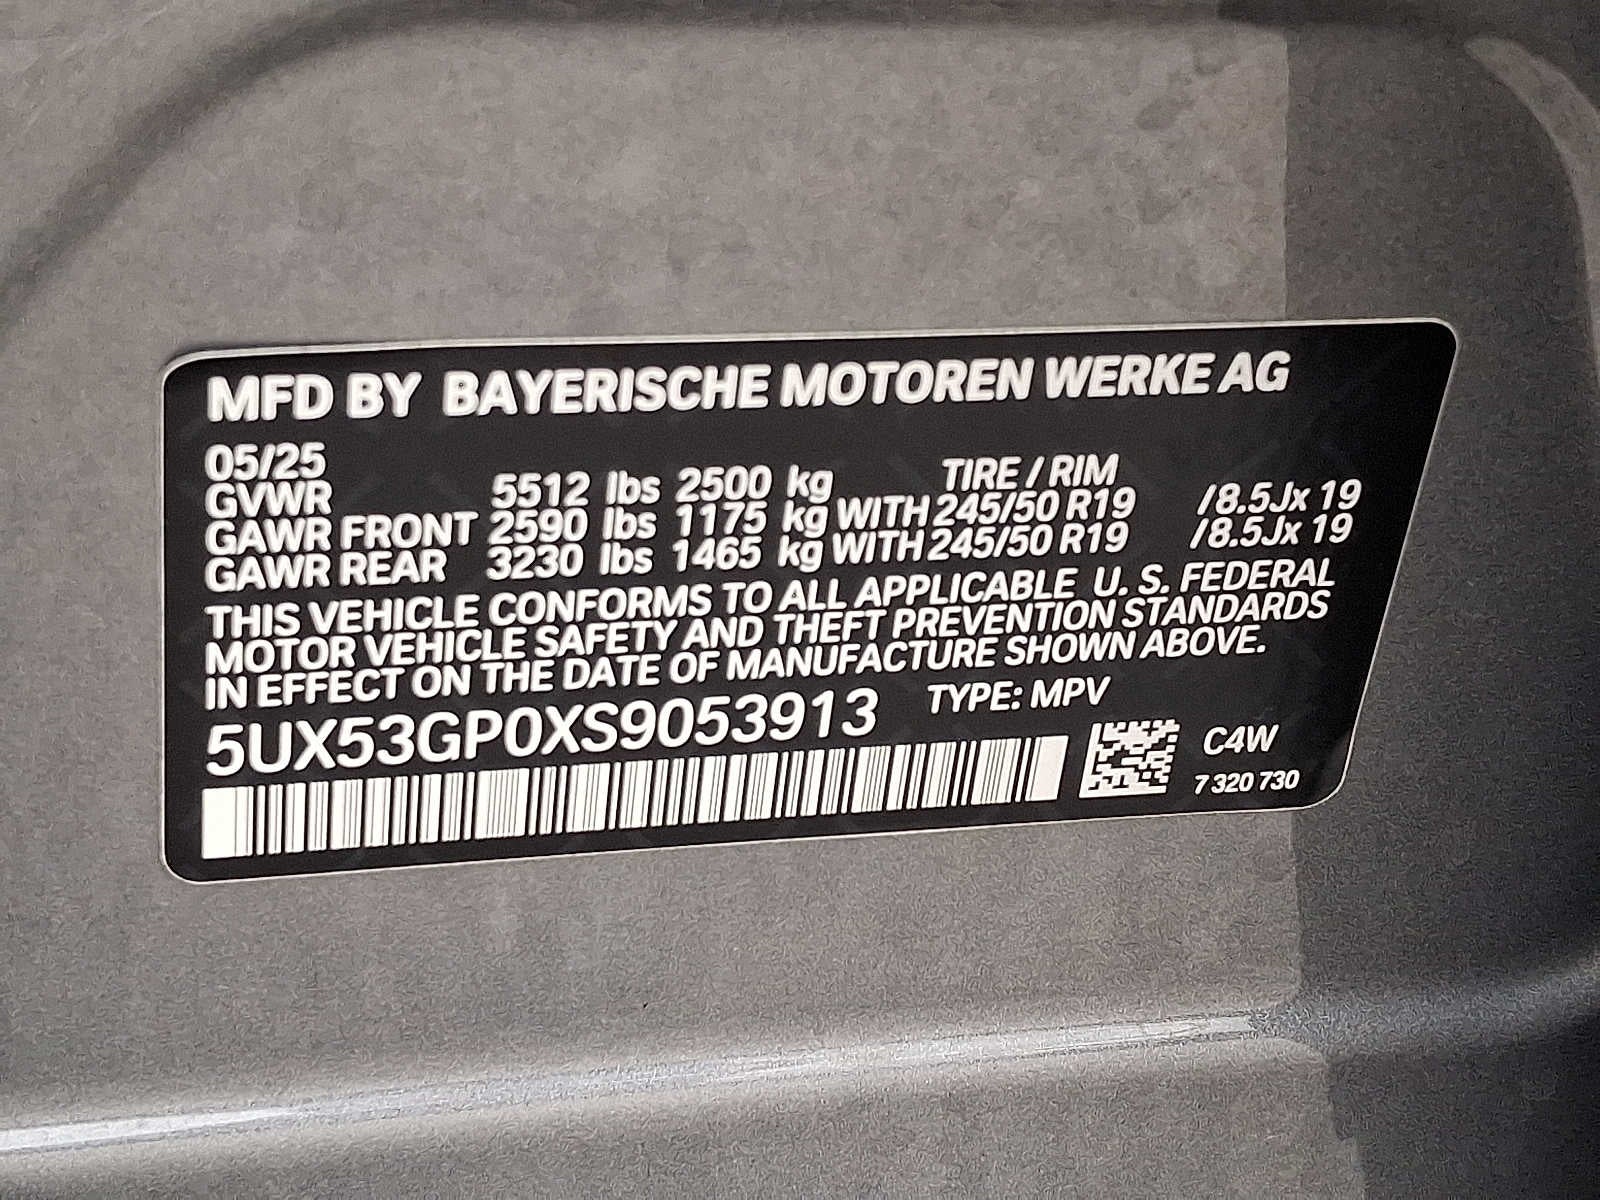 MFD BY BAYERISCHE MOTOREN WERKE AG
05/25
GVWR 5512 lbs 2500 kg TIRE / RIM
GAWR FRONT 2590 lbs 1175 kg WITH 245/50 R19 /8.5Jx 19
GAWR REAR 3230 lbs 1465 kg WITH 245/50 R19 /8.5Jx 19
THIS VEHICLE CONFORMS TO ALL APPLICABLE U. S. FEDERAL
MOTOR VEHICLE SAFETY AND THEFT PREVENTION STANDARDS
IN EFFECT ON THE DATE OF MANUFACTURE SHOWN ABOVE.
5UX53GP0XS9053913 TYPE: MPV
C4W
7 320 730